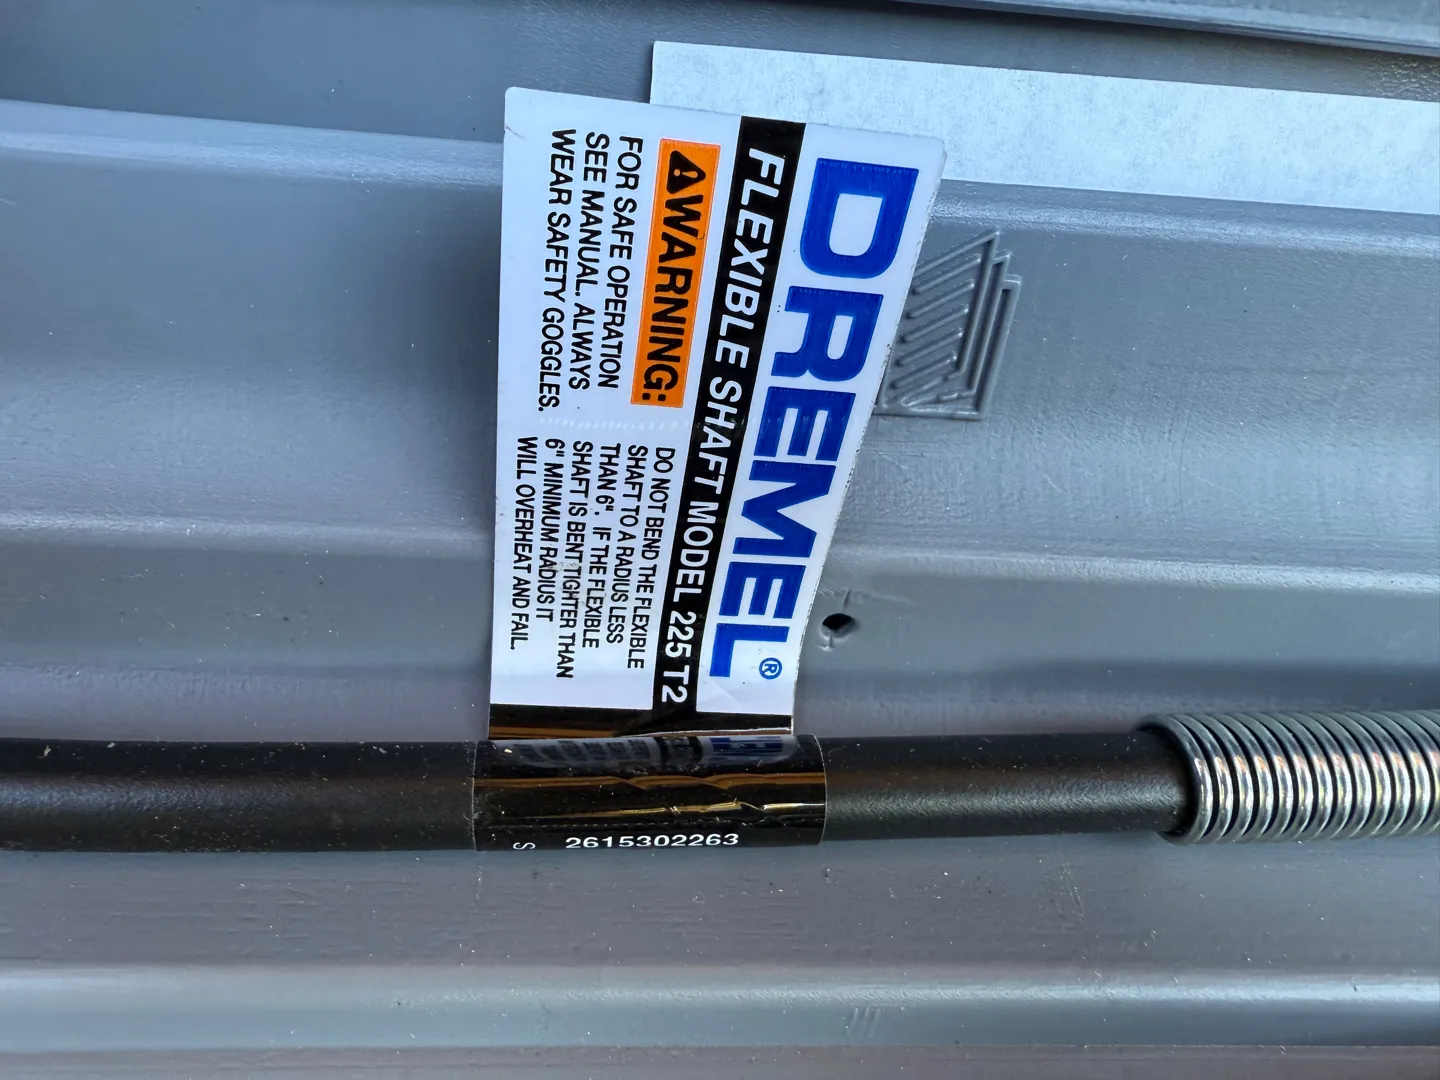 DREMEL®
FLEXIBLE SHAFT MODEL 225 T2
WARNING:
FOR SAFE OPERATION
SEE MANUAL. ALWAYS
WEAR SAFETY GOGGLES.
DO NOT BEND THE FLEXIBLE
SHAFT TO A RADIUS LESS
THAN 6". IF THE FLEXIBLE
SHAFT IS BENT TIGHTER THAN
6" MINIMUM RADIUS IT
WILL OVERHEAT AND FAIL.
S 2615302263